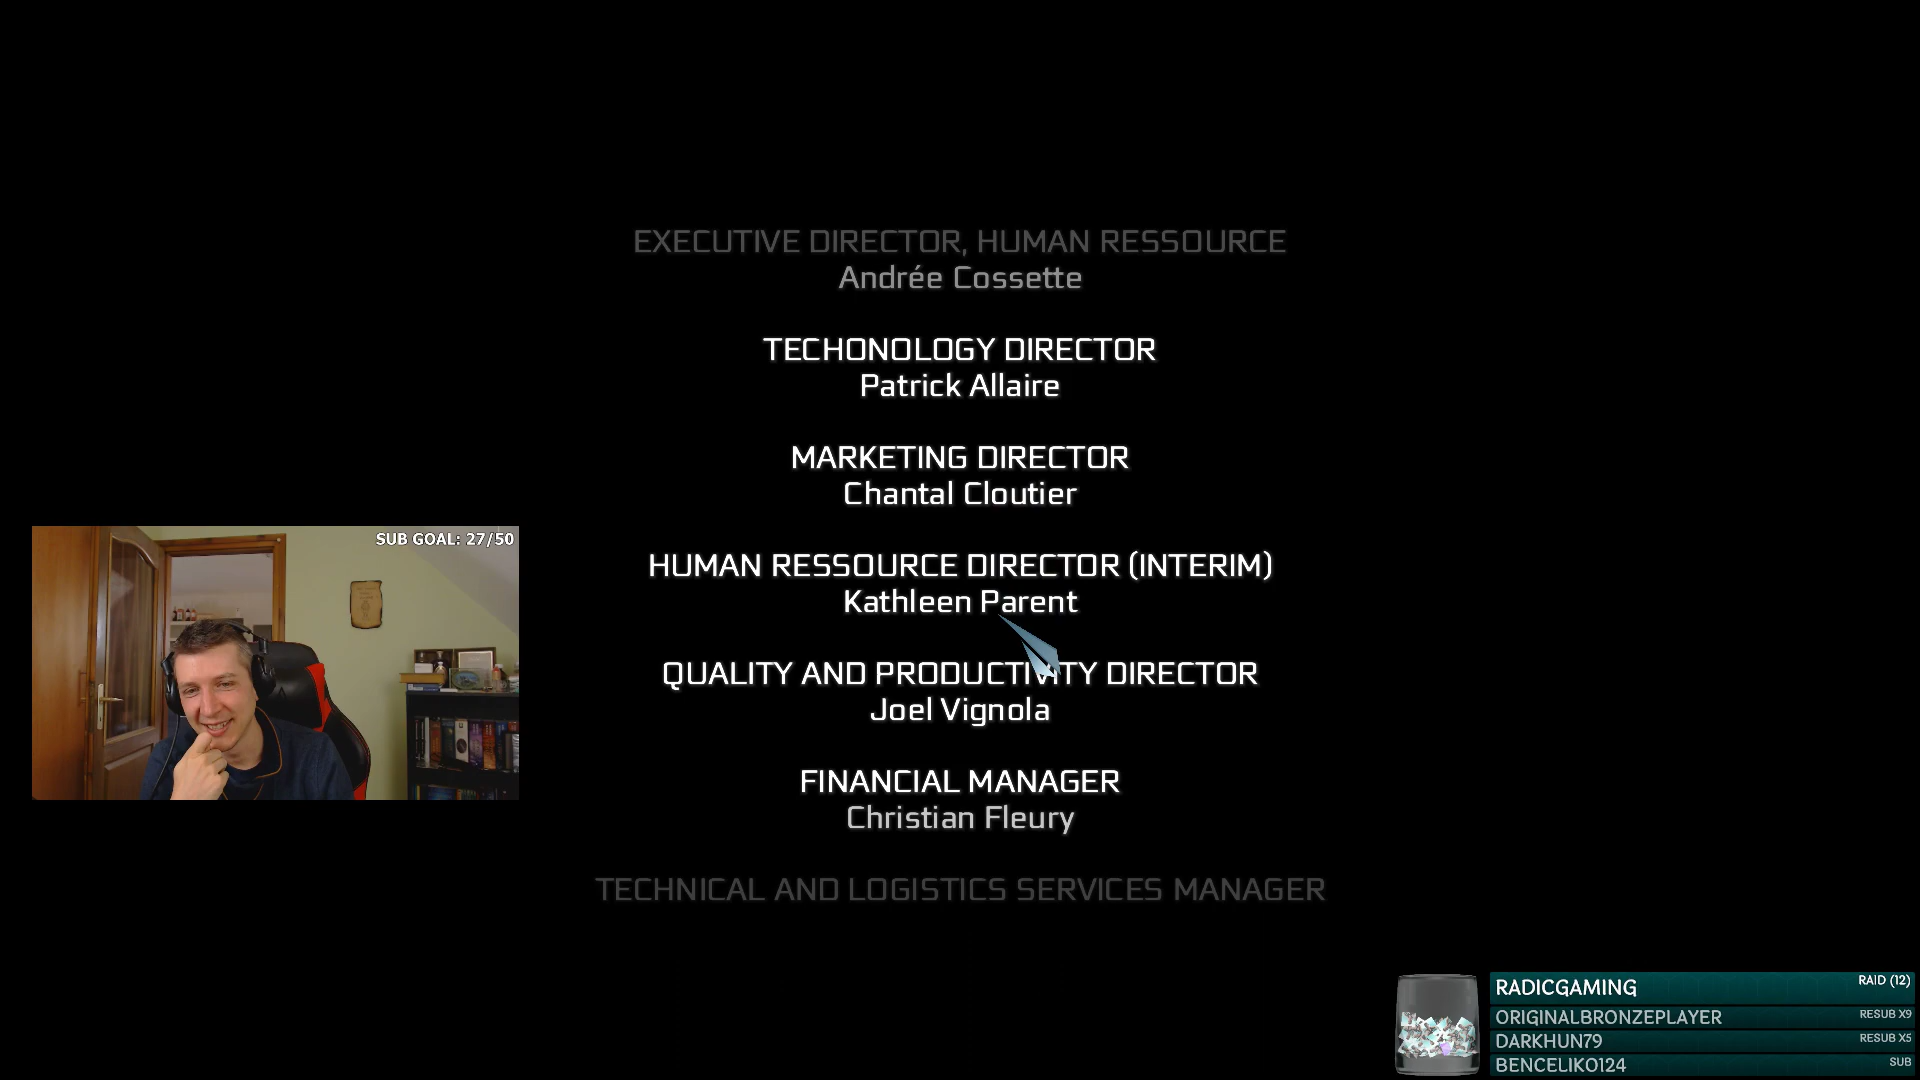 EXECUTIVE DIRECTOR, HUMAN RESSOURCE
Andrée Cossette
TECHONOLOGY DIRECTOR
Patrick Allaire
MARKETING DIRECTOR
Chantal Cloutier
HUMAN RESSOURCE DIRECTOR (INTERIM)
Kathleen Parent
QUALITY AND PRODUCTIVITY DIRECTOR
Joel Vignola
FINANCIAL MANAGER
Christian Fleury
TECHNICAL AND LOGISTICS SERVICES MANAGER
SUB GOAL: 27/50
RADICGAMING RAID (12)
ORIGINALBRONZEPLAYER RESUB X9
DARKHUN79 RESUB X5
BENCELIKO124 SUB